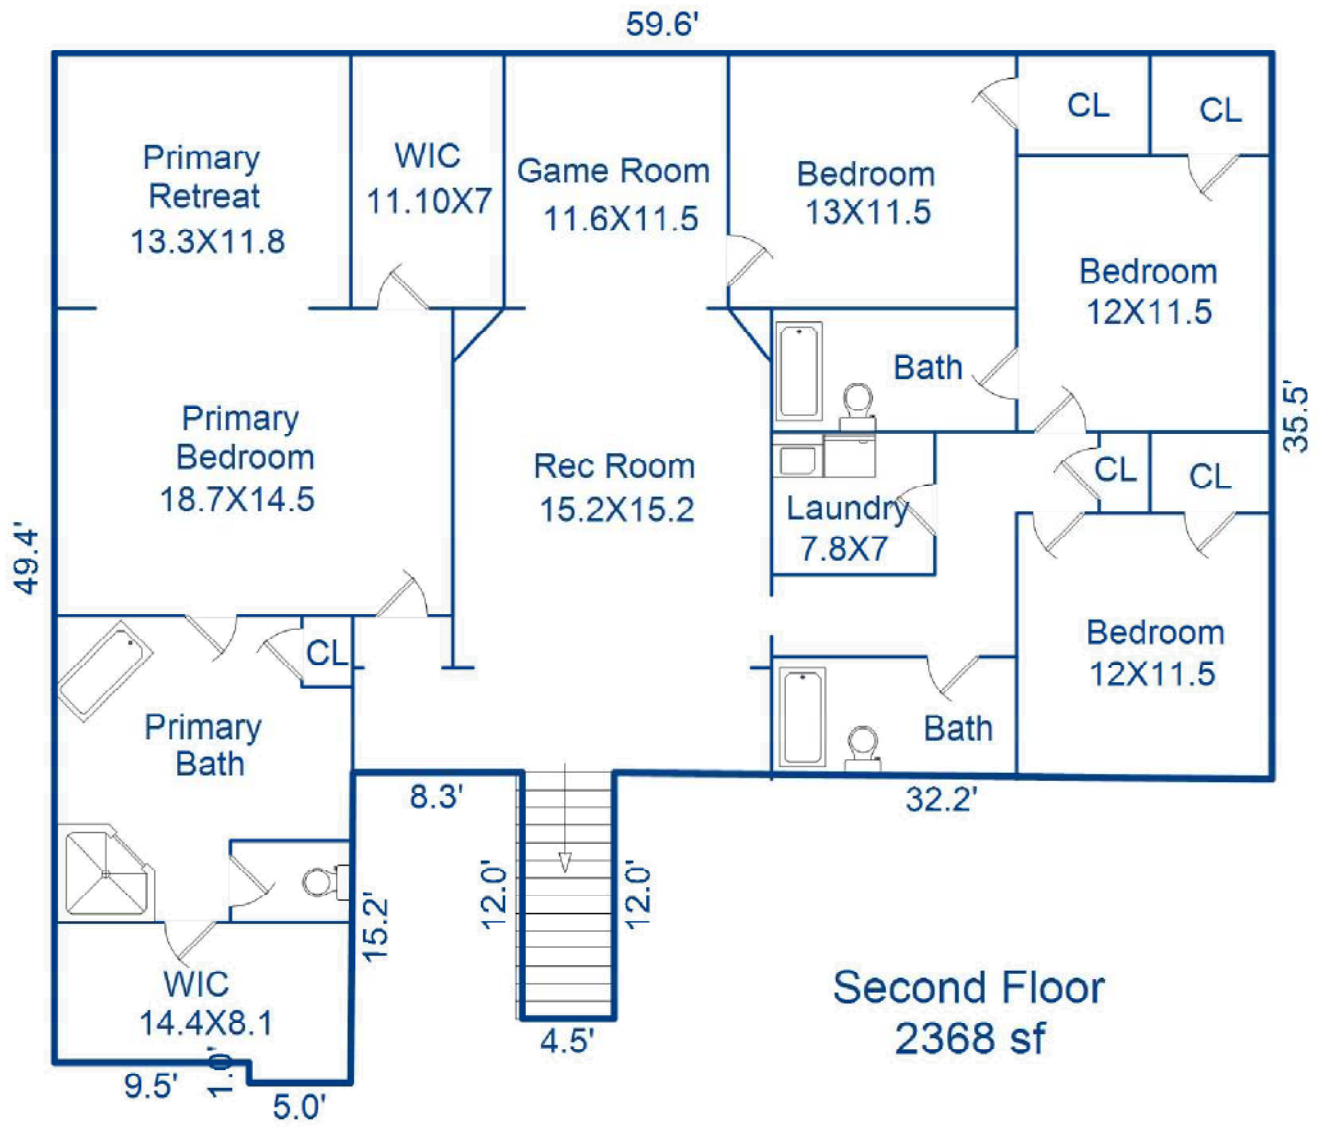 59.6'
CL
CL
Primary
Retreat
13.3X11.8
WIC
11.10X7
Game Room
11.6X11.5
Bedroom
13X11.5
Bedroom
12X11.5
Bath
35.5'
Primary
Bedroom
18.7X14.5
Rec Room
15.2X15.2
CL
CL
Laundry
7.8X7
49.4'
CL
Bedroom
12X11.5
Primary
Bath
Bath
8.3'
32.2'
12.0'
12.0'
15.2'
WIC
14.4X8.1
Second Floor
2368 sf
4.5'
9.5'
1.0'
5.0'